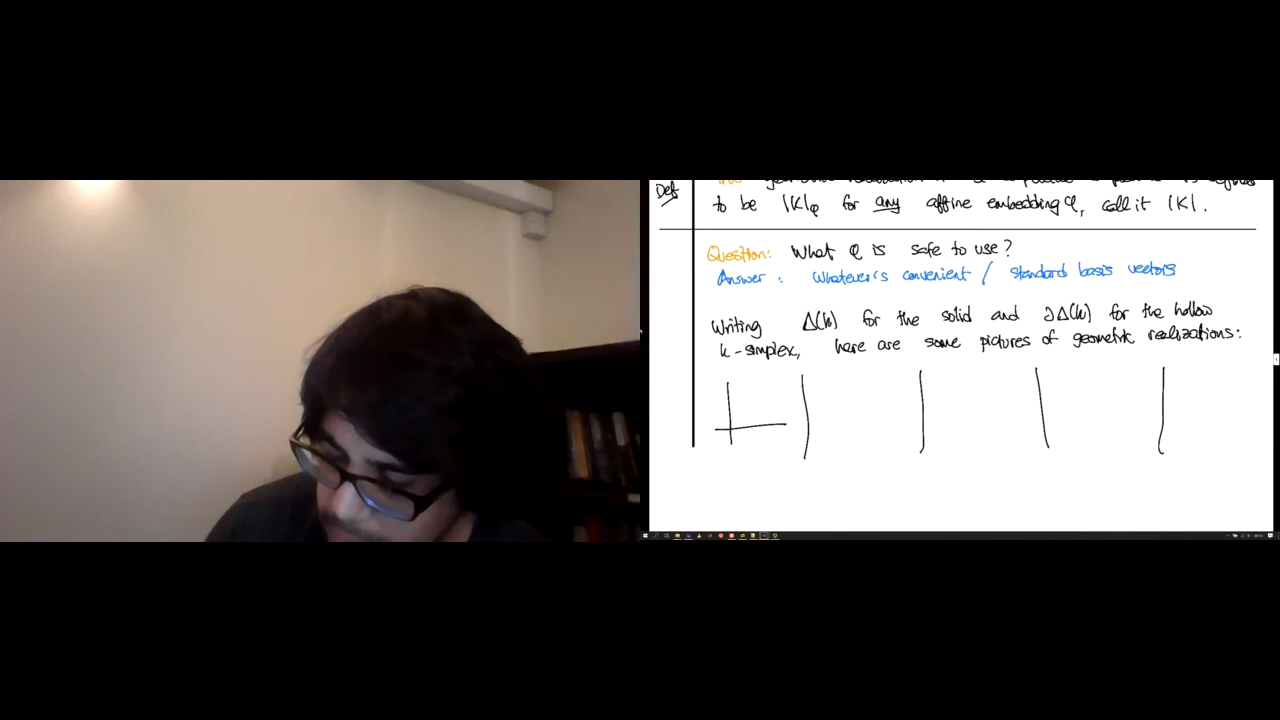 Def
to be |K|φ for any affine embedding φ, call it |K|.
Question: What φ is safe to use?
Answer: Whatever's convenient / standard basis vectors
Writing Δ(k) for the solid and ∂Δ(k) for the hollow
k-simplex, here are some pictures of geometric realizations: